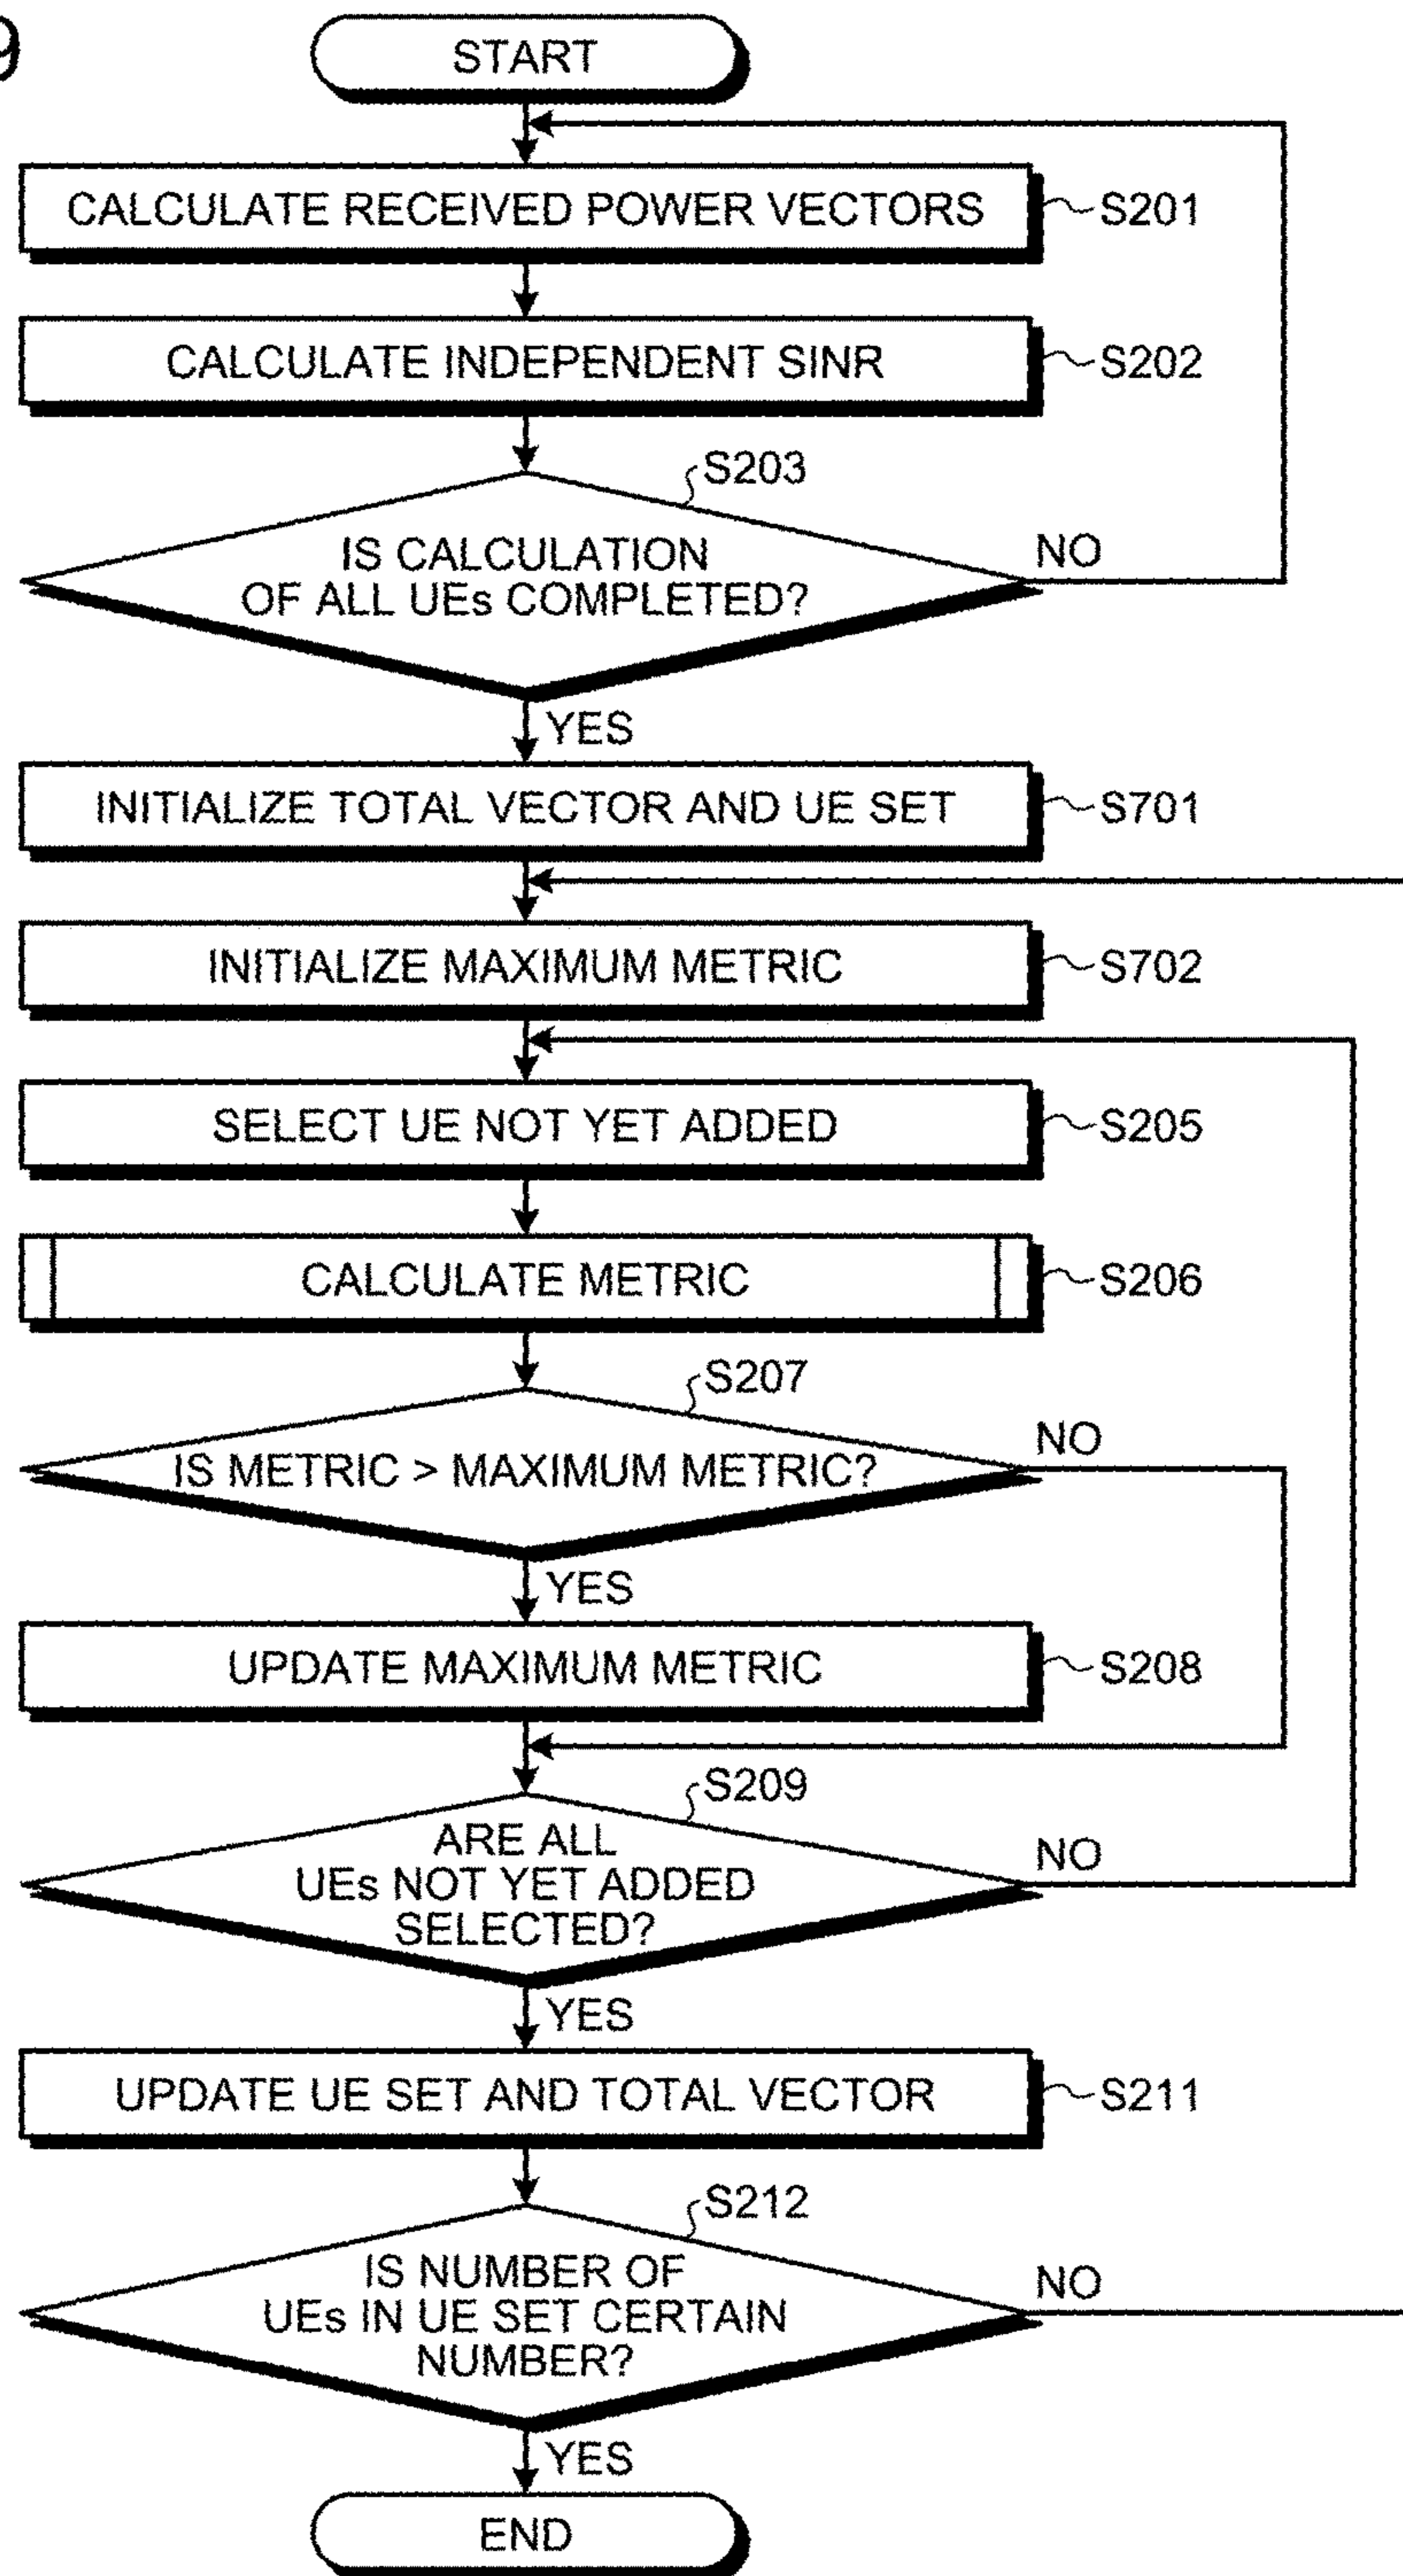 9
START
CALCULATE RECEIVED POWER VECTORS
S201
CALCULATE INDEPENDENT SINR
S202
S203
IS CALCULATION
OF ALL UEs COMPLETED?
NO
YES
INITIALIZE TOTAL VECTOR AND UE SET
S701
INITIALIZE MAXIMUM METRIC
S702
SELECT UE NOT YET ADDED
S205
CALCULATE METRIC
S206
S207
IS METRIC > MAXIMUM METRIC?
NO
YES
UPDATE MAXIMUM METRIC
S208
S209
ARE ALL
UEs NOT YET ADDED
SELECTED?
NO
YES
UPDATE UE SET AND TOTAL VECTOR
S211
S212
IS NUMBER OF
UEs IN UE SET CERTAIN
NUMBER?
NO
YES
END